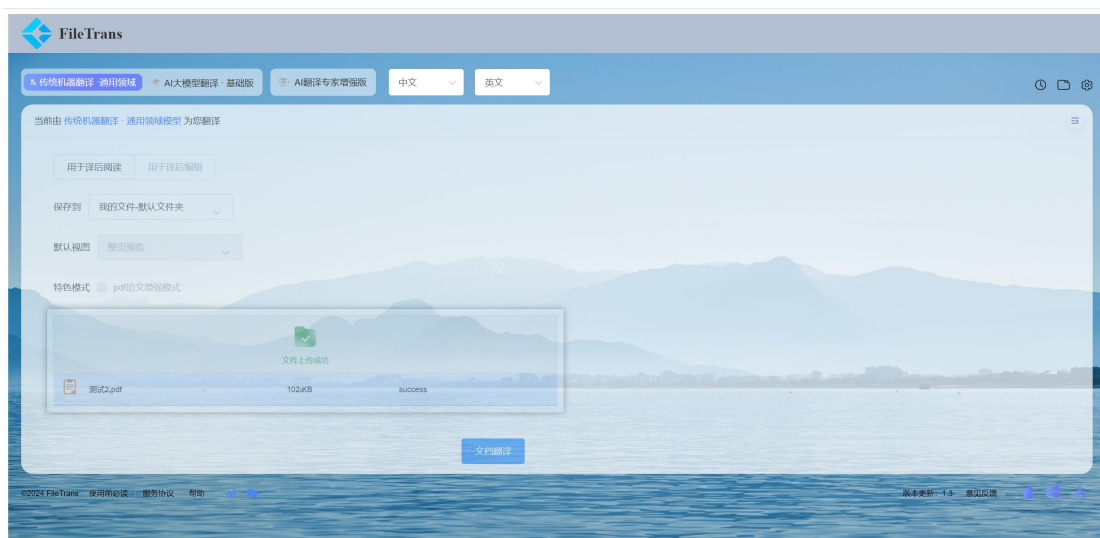 FileTrans
传统机器翻译·通用领域 AI大模型翻译·基础版 AI翻译专家增强版 中文 英文
当前由 传统机器翻译·通用领域模型 为您翻译
用于译后阅读 用于译后编辑
保存到 我的文件-默认文件夹
默认视图 整页预览
特色模式 pdf论文增强模式
文件上传成功
测试2.pdf 102kKB success
文档翻译
©2024 FileTrans 使用前必读 服务协议 帮助 版本更新：1.3 意见反馈